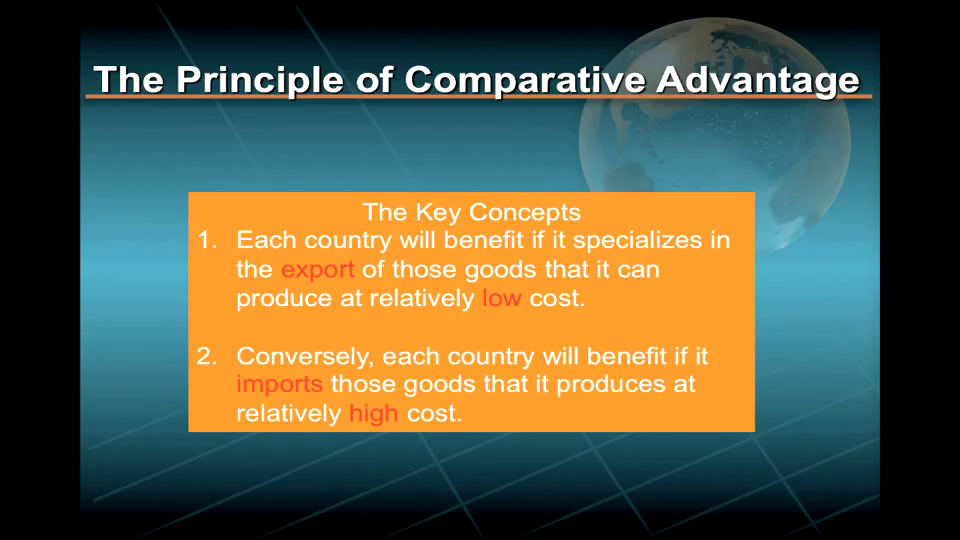 The Principle of Comparative Advantage
The Key Concepts
1. Each country will benefit if it specializes in
the export of those goods that it can
produce at relatively low cost.
2. Conversely, each country will benefit if it
imports those goods that it produces at
relatively high cost.